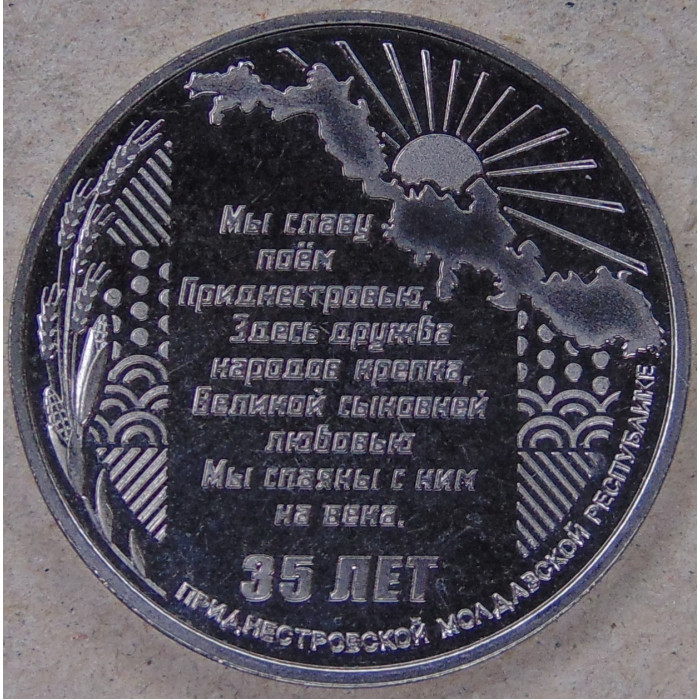 Мы славу
поём
Приднестровью,
Здесь дружба
народов крепка,
Великой сыновней
любовью
Мы спаяны с ним
на века.
35 ЛЕТ
ПРИДНЕСТРОВСКОЙ МОЛДАВСКОЙ РЕСПУБЛИКЕ